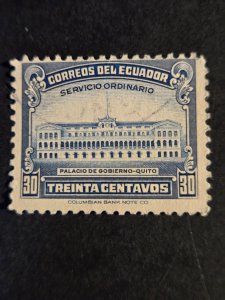 CORREOS DEL ECUADOR
SERVICIO ORDINARIO
PALACIO DE GOBIERNO-QUITO
30 TREINTA CENTAVOS 30
COLUMBIAN BANK NOTE CO.